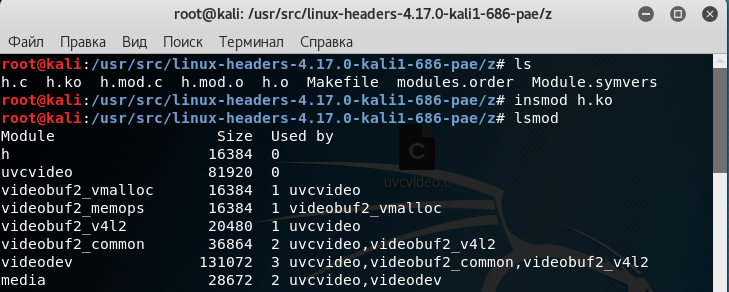 root@kali: /usr/src/linux-headers-4.17.0-kali1-686-pae/z
Файл Правка Вид Поиск Терминал Справка
root@kali:/usr/src/linux-headers-4.17.0-kali1-686-pae/z# ls
h.c h.ko h.mod.c h.mod.o h.o Makefile modules.order Module.symvers
root@kali:/usr/src/linux-headers-4.17.0-kali1-686-pae/z# insmod h.ko
root@kali:/usr/src/linux-headers-4.17.0-kali1-686-pae/z# lsmod
Module Size Used by
h 16384 0
uvcvideo 81920 0
videobuf2_vmalloc 16384 1 uvcvideo
uvcvideo.c
videobuf2_memops 16384 1 videobuf2_vmalloc
videobuf2_v4l2 20480 1 uvcvideo
videobuf2_common 36864 2 uvcvideo,videobuf2_v4l2
videodev 131072 3 uvcvideo,videobuf2_common,videobuf2_v4l2
media 28672 2 uvcvideo,videodev
C